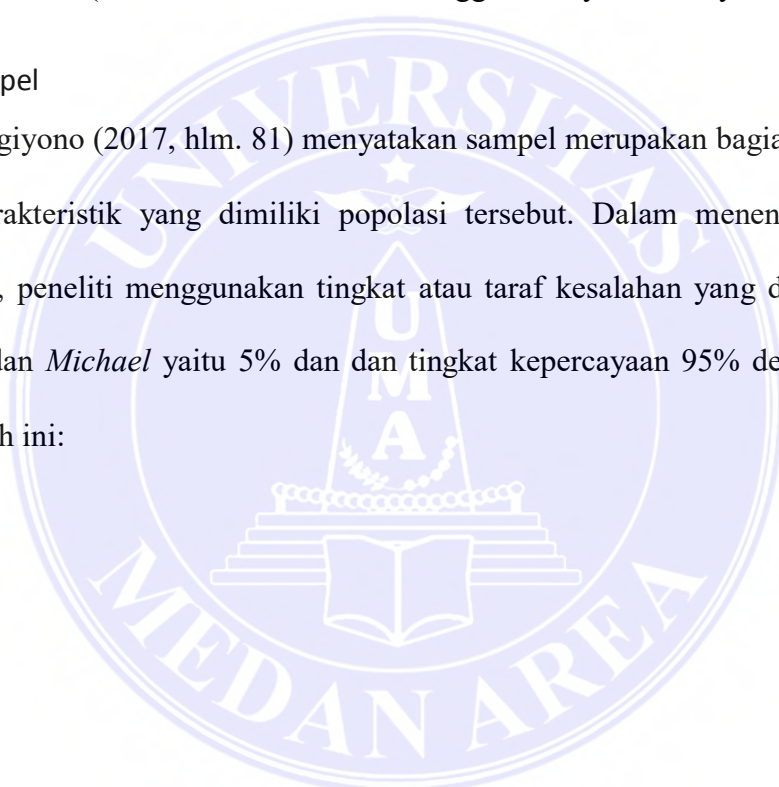 pel
giyono (2017, hlm. 81) menyatakan sampel merupakan bagia
rakteristik yang dimiliki popolasi tersebut. Dalam menen
, peneliti menggunakan tingkat atau taraf kesalahan yang d
dan Michael yaitu 5% dan dan tingkat kepercayaan 95% de
h ini:
UNIVERSITAS
UMA
MEDAN AREA